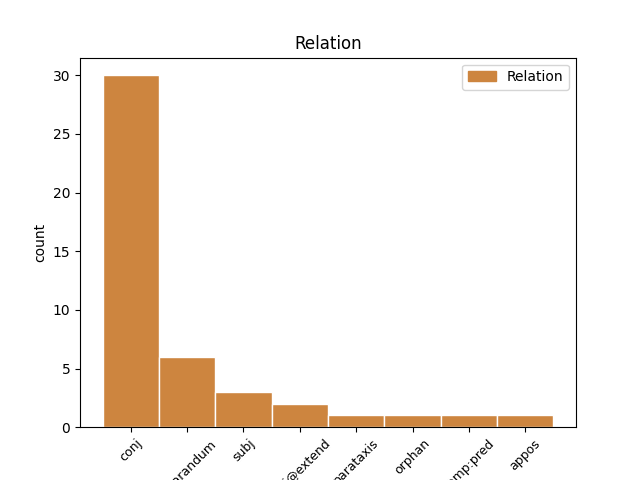 Relation
Relation
count
30
25
20
15
10
5
0
conj
subj
orphan
appos